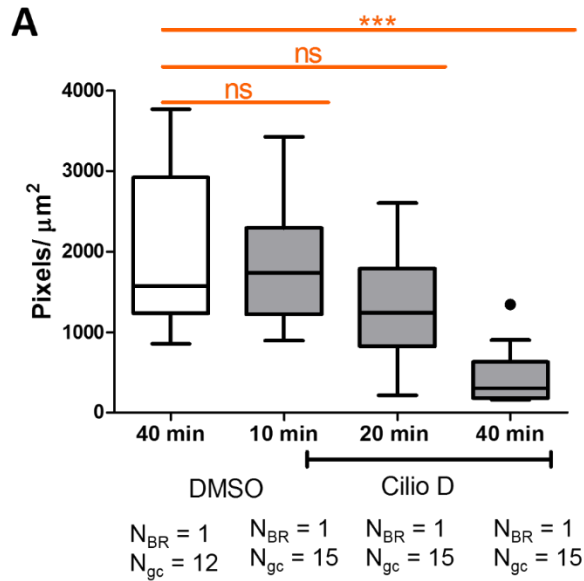 A
***
ns
ns
4000
3000
2000
1000
0
Pixels/ μm²
40 min 10 min 20 min 40 min
DMSO Cilio D
N_BR = 1 N_BR = 1 N_BR = 1 N_BR = 1
N_gc = 12 N_gc = 15 N_gc = 15 N_gc = 15